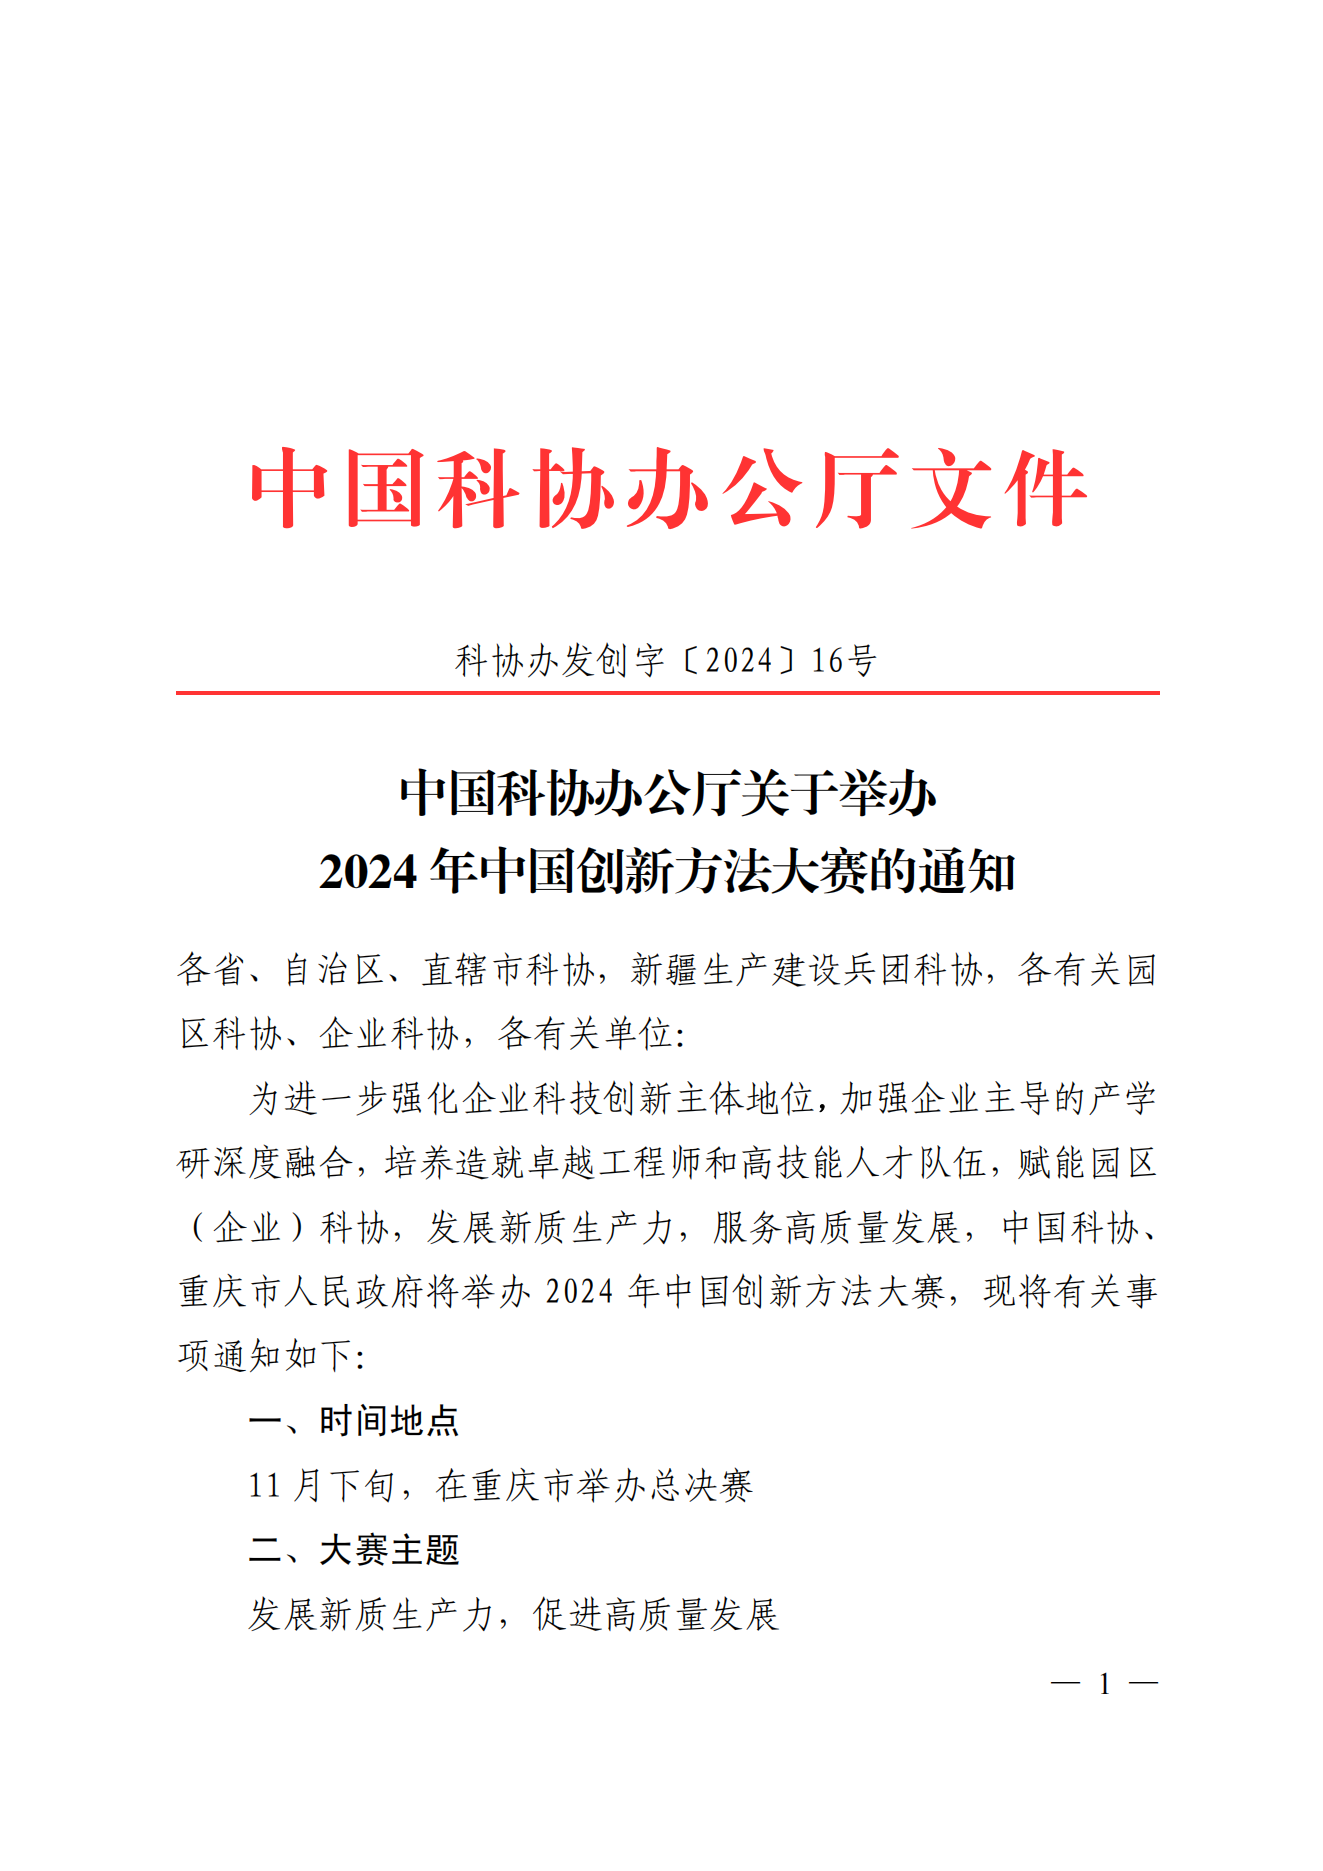 中国科协办公厅文件
科协办发创字〔2024〕16号
中国科协办公厅关于举办
2024 年中国创新方法大赛的通知
各省、自治区、直辖市科协，新疆生产建设兵团科协，各有关园
区科协、企业科协，各有关单位：
为进一步强化企业科技创新主体地位，加强企业主导的产学
研深度融合，培养造就卓越工程师和高技能人才队伍，赋能园区
（企业）科协，发展新质生产力，服务高质量发展，中国科协、
重庆市人民政府将举办 2024 年中国创新方法大赛，现将有关事
项通知如下：
一、时间地点
11 月下旬，在重庆市举办总决赛
二、大赛主题
发展新质生产力，促进高质量发展
— 1 —